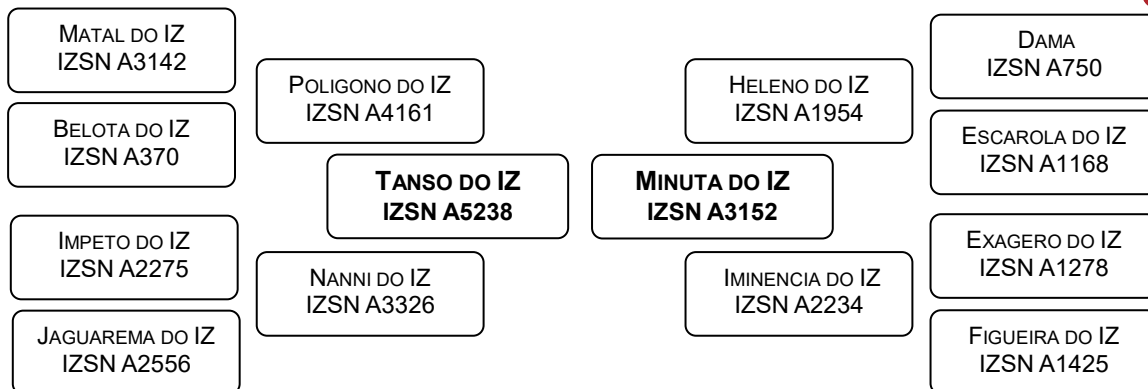 MATAL DO IZ
IZSN A3142
BELOTA DO IZ
IZSN A370
IMPETO DO IZ
IZSN A2275
JAGUAREMA DO IZ
IZSN A2556
POLIGONO DO IZ
IZSN A4161
NANNI DO IZ
IZSN A3326
TANSO DO IZ
IZSN A5238
MINUTA DO IZ
IZSN A3152
HELENO DO IZ
IZSN A1954
IMINENCIA DO IZ
IZSN A2234
DAMA
IZSN A750
ESCAROLA DO IZ
IZSN A1168
EXAGERO DO IZ
IZSN A1278
FIGUEIRA DO IZ
IZSN A1425